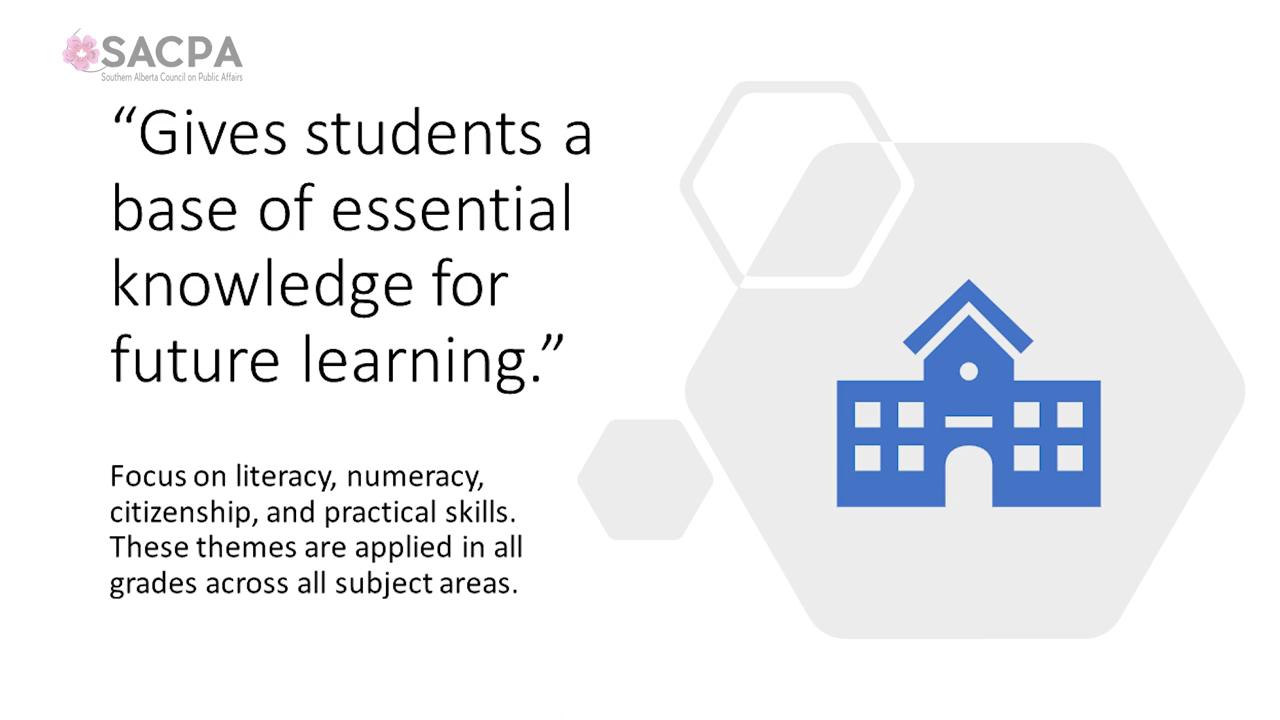 SACPA
Southern Alberta Council on Public Affairs
“Gives students a
base of essential
knowledge for
future learning.”
Focus on literacy, numeracy,
citizenship, and practical skills.
These themes are applied in all
grades across all subject areas.